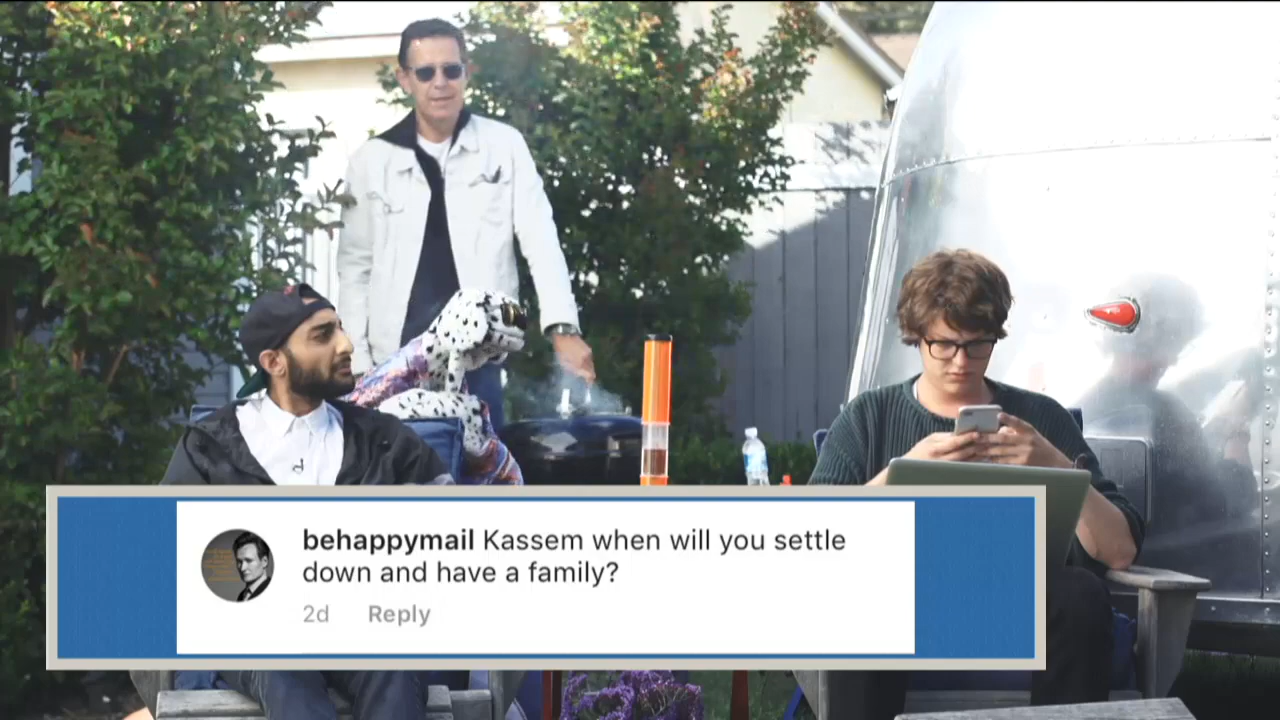 behappymail Kassem when will you settle
down and have a family?
2d Reply